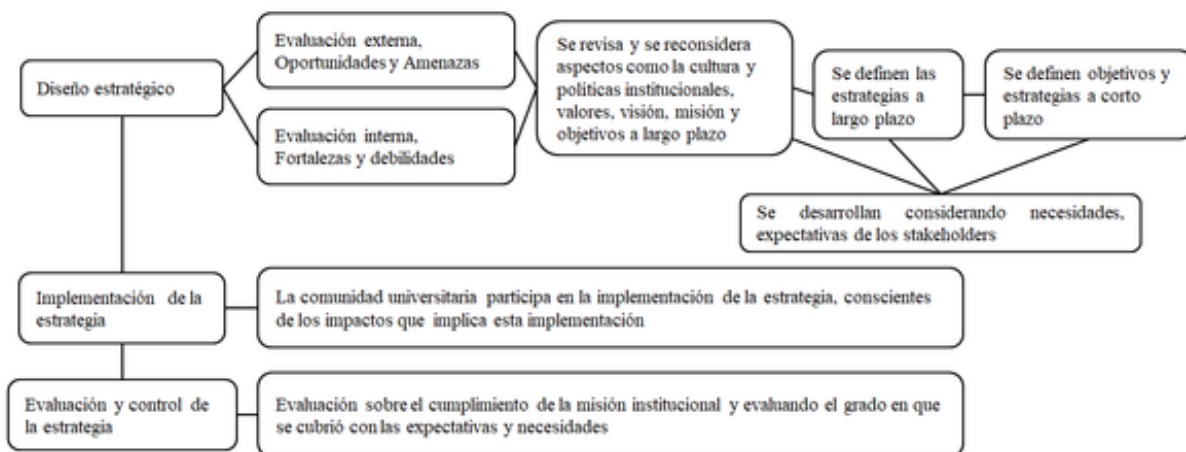 Diseño estratégico
Evaluación externa,
Oportunidades y Amenazas
Evaluación interna,
Fortalezas y debilidades
Se revisa y se reconsidera
aspectos como la cultura y
políticas institucionales,
valores, visión, misión y
objetivos a largo plazo
Se definen las
estrategias a
largo plazo
Se definen objetivos y
estrategias a corto
plazo
Se desarrollan considerando necesidades,
expectativas de los stakeholders
Implementación de la
estrategia
La comunidad universitaria participa en la implementación de la estrategia, conscientes
de los impactos que implica esta implementación
Evaluación y control de
la estrategia
Evaluación sobre el cumplimiento de la misión institucional y evaluando el grado en que
se cubrió con las expectativas y necesidades